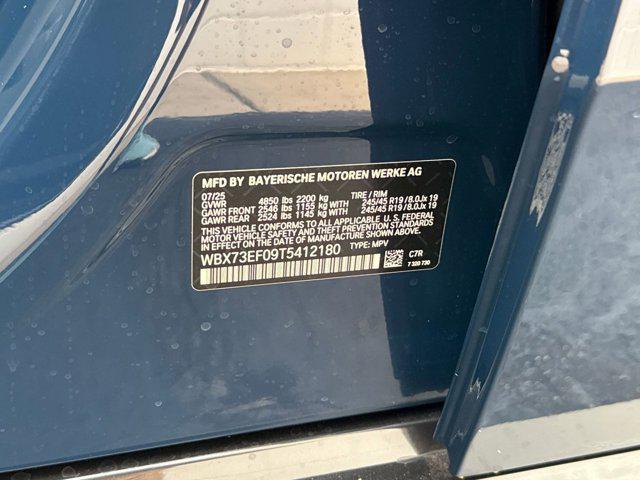 MFD BY BAYERISCHE MOTOREN WERKE AG
07/25
GVWR 4850 lbs 2200 kg TIRE / RIM
GAWR FRONT 2546 lbs 1155 kg WITH 245/45 R19 / 8.0Jx 19
GAWR REAR 2524 lbs 1145 kg WITH 245/45 R19 / 8.0Jx 19
THIS VEHICLE CONFORMS TO ALL APPLICABLE U. S. FEDERAL
MOTOR VEHICLE SAFETY AND THEFT PREVENTION STANDARDS
IN EFFECT ON THE DATE OF MANUFACTURE SHOWN ABOVE.
WBX73EF09T5412180 TYPE: MPV
C7R
7 320 730